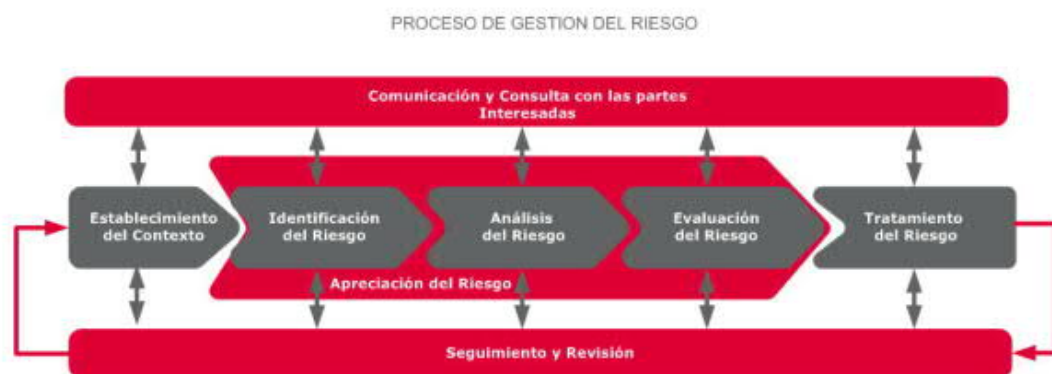 PROCESO DE GESTION DEL RIESGO
Comunicación y Consulta con las partes
Interesadas
Establecimiento
del Contexto
Identificación
del Riesgo
Análisis
del Riesgo
Evaluación
del Riesgo
Tratamiento
del Riesgo
Apreciación del Riesgo
Seguimiento y Revisión